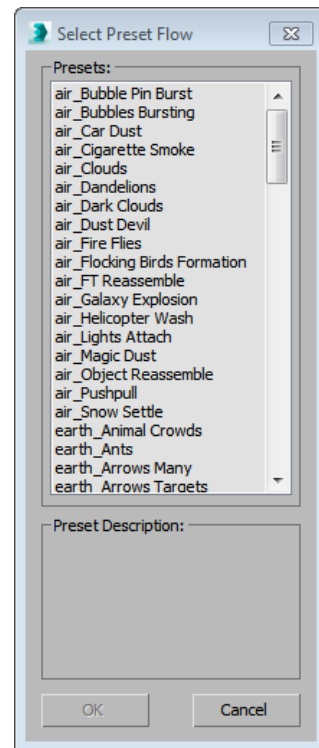 Select Preset Flow
Presets:
air_Bubble Pin Burst
air_Bubbles Bursting
air_Car Dust
air_Cigarette Smoke
air_Clouds
air_Dandelions
air_Dark Clouds
air_Dust Devil
air_Fire Flies
air_Flocking Birds Formation
air_FT Reassemble
air_Galaxy Explosion
air_Helicopter Wash
air_Lights Attach
air_Magic Dust
air_Object Reassemble
air_Pushpull
air_Snow Settle
earth_Animal Crowds
earth_Ants
earth_Arrows Many
earth_Arrows Targets
Preset Description:
OK
Cancel